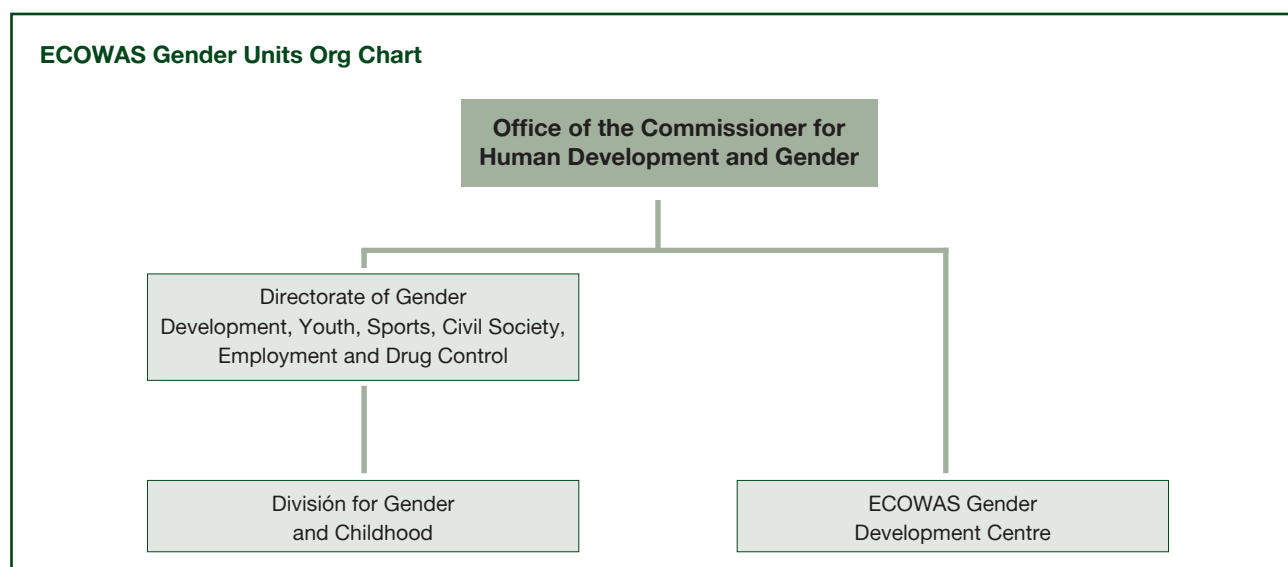 ECOWAS Gender Units Org Chart
Office of the Commissioner for
Human Development and Gender
Directorate of Gender
Development, Youth, Sports, Civil Society,
Employment and Drug Control
División for Gender
and Childhood
ECOWAS Gender
Development Centre